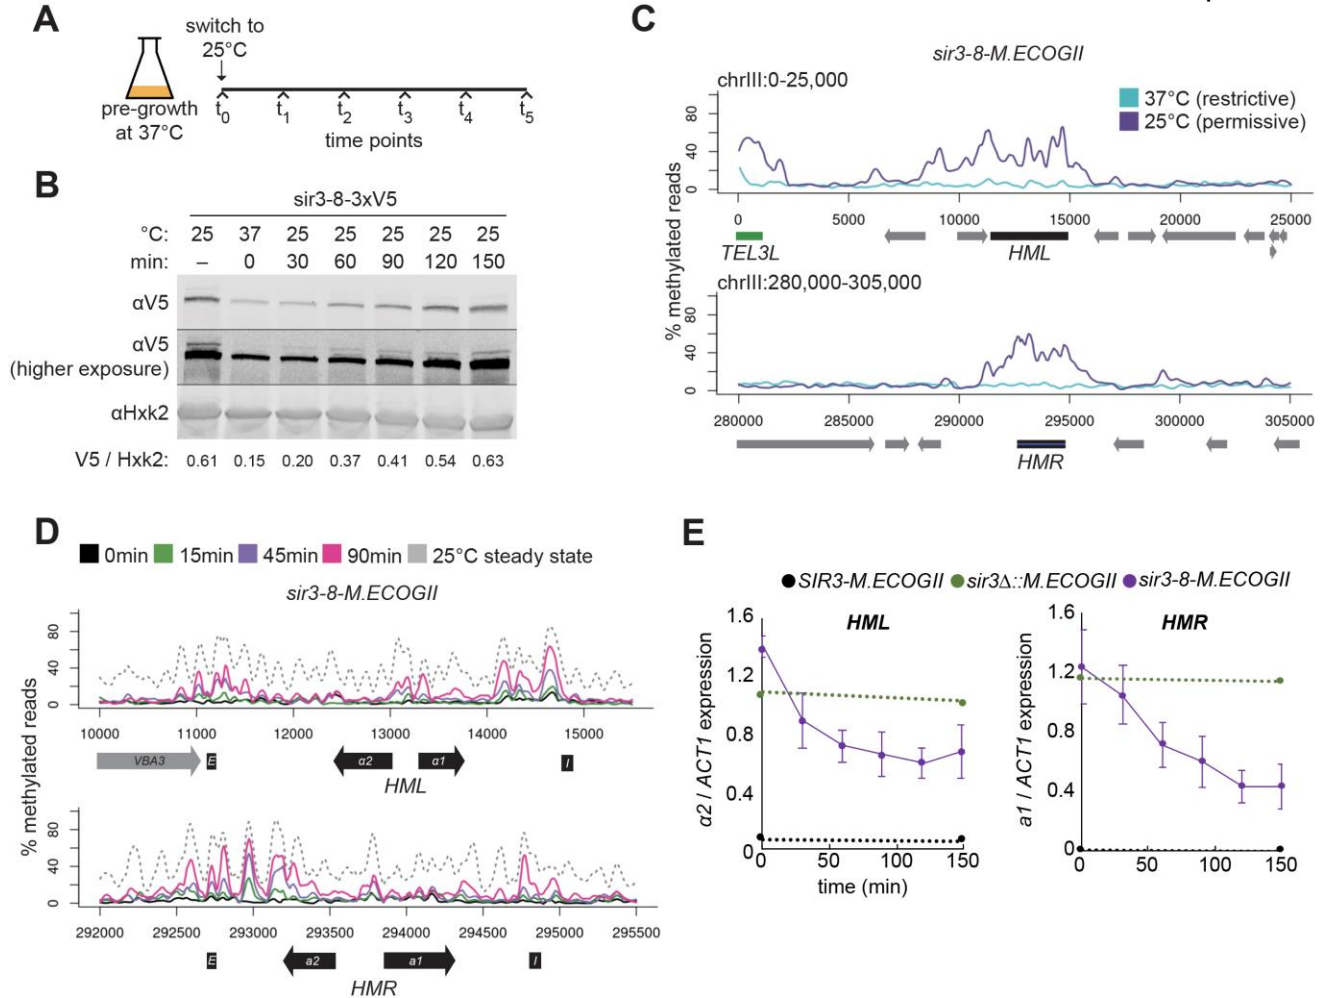 A
switch to
25°C
pre-growth
at 37°C
t0 t1 t2 t3 t4 t5
time points
B
sir3-8-3xV5
°C: 25 37 25 25 25 25 25
min: – 0 30 60 90 120 150
αV5
αV5
(higher exposure)
αHxk2
V5 / Hxk2: 0.61 0.15 0.20 0.37 0.41 0.54 0.63
C
sir3-8-M.ECOGII
chrIII:0-25,000
37°C (restrictive)
25°C (permissive)
% methylated reads
80
40
0
0 5000 10000 15000 20000 25000
TEL3L HML
chrIII:280,000-305,000
80
40
0
280000 285000 290000 295000 300000 305000
HMR
D
0min 15min 45min 90min 25°C steady state
sir3-8-M.ECOGII
% methylated reads
80
40
0
10000 11000 12000 13000 14000 15000
VBA3 E α2 α1 I
HML
80
40
0
292000 292500 293000 293500 294000 294500 295000 295500
E a2 a1 I
HMR
E
SIR3-M.ECOGII sir3Δ::M.ECOGII sir3-8-M.ECOGII
HML
α2 / ACT1 expression
1.6
1.2
0.8
0.4
0
0 50 100 150
time (min)
HMR
a1 / ACT1 expression
1.6
1.2
0.8
0.4
0
0 50 100 150
time (min)